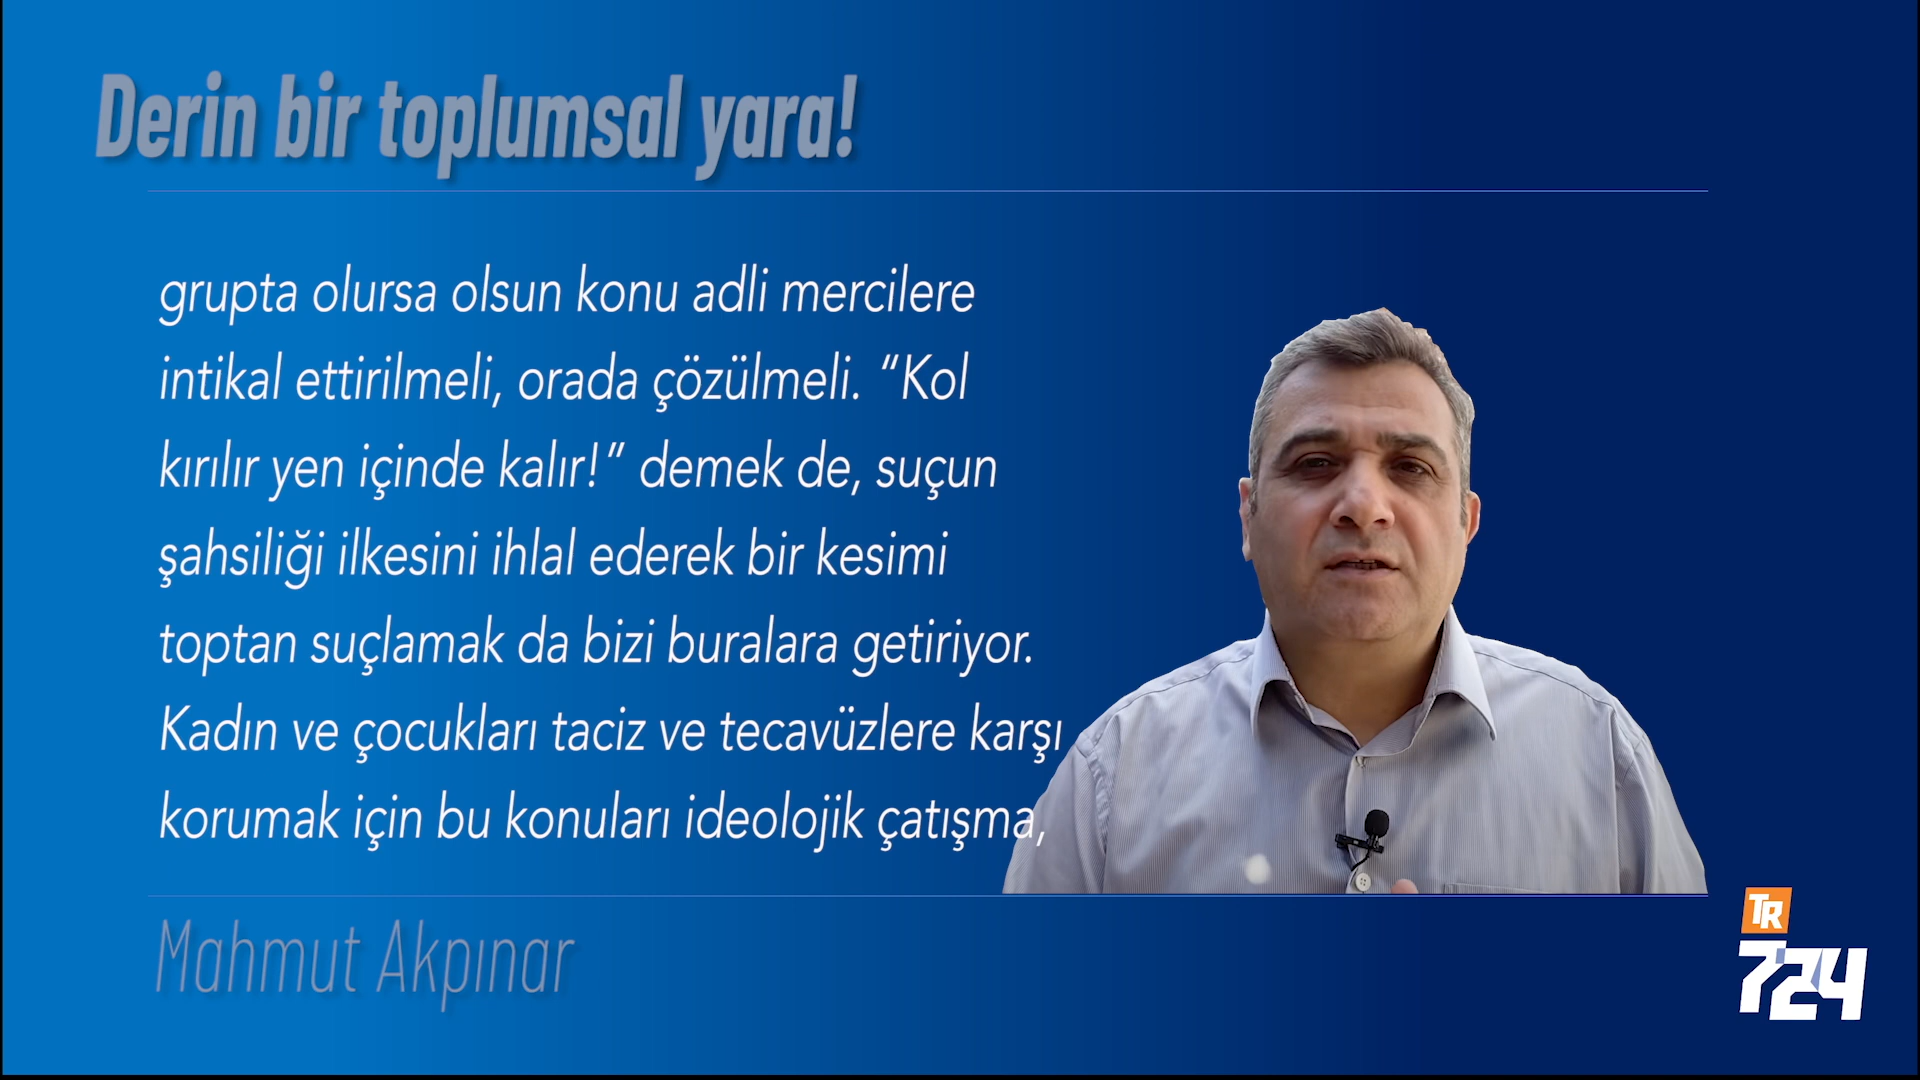 Derin bir toplumsal yara!
grupta olursa olsun konu adli mercilere
intikal ettirilmeli, orada çözülmeli. “Kol
kırılır yen içinde kalır!” demek de, suçun
şahsiliği ilkesini ihlal ederek bir kesimi
toptan suçlamak da bizi buralara getiriyor.
Kadın ve çocukları taciz ve tecavüzlere karşı
korumak için bu konuları ideolojik çatışma,
Mahmut Akpınar
TR
724